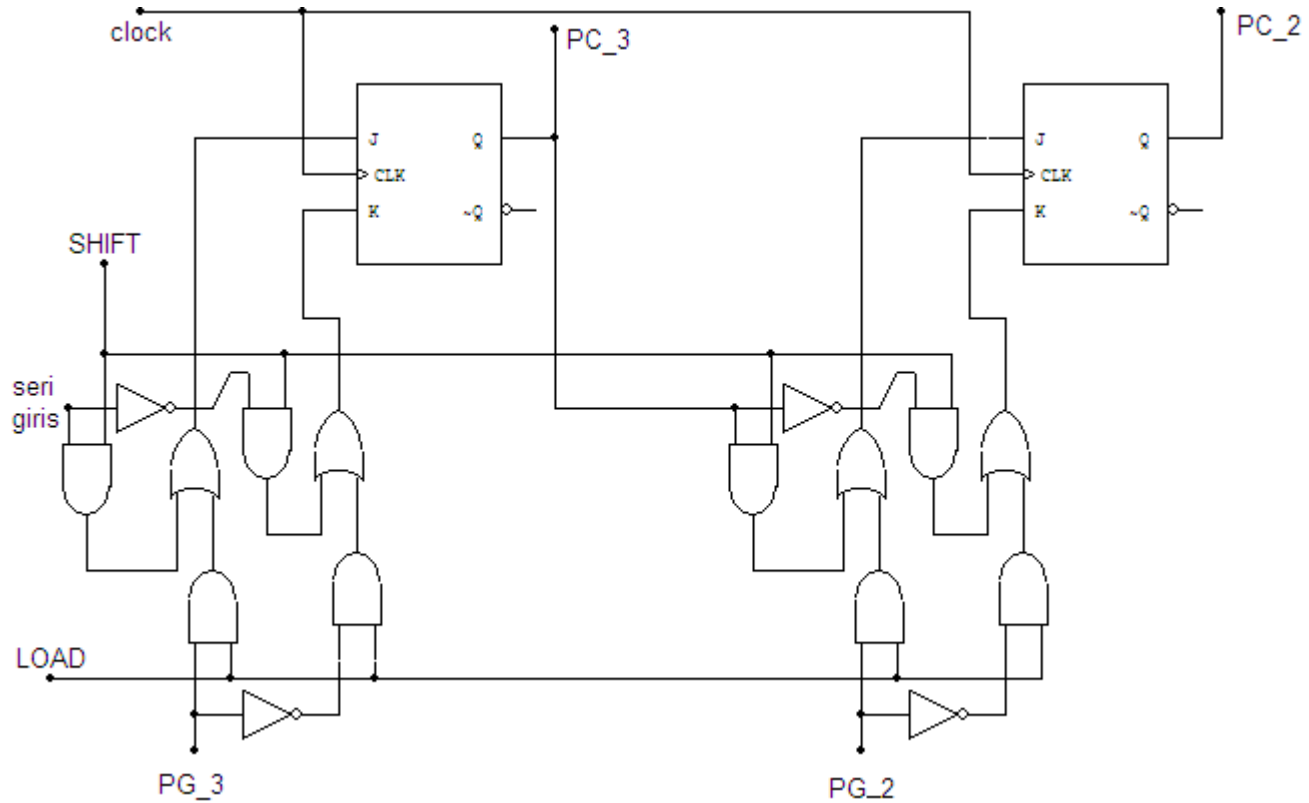 clock
PC_3
PC_2
J Q
CLK
K ~Q
J Q
CLK
K ~Q
SHIFT
seri
giris
LOAD
PG_3
PG_2